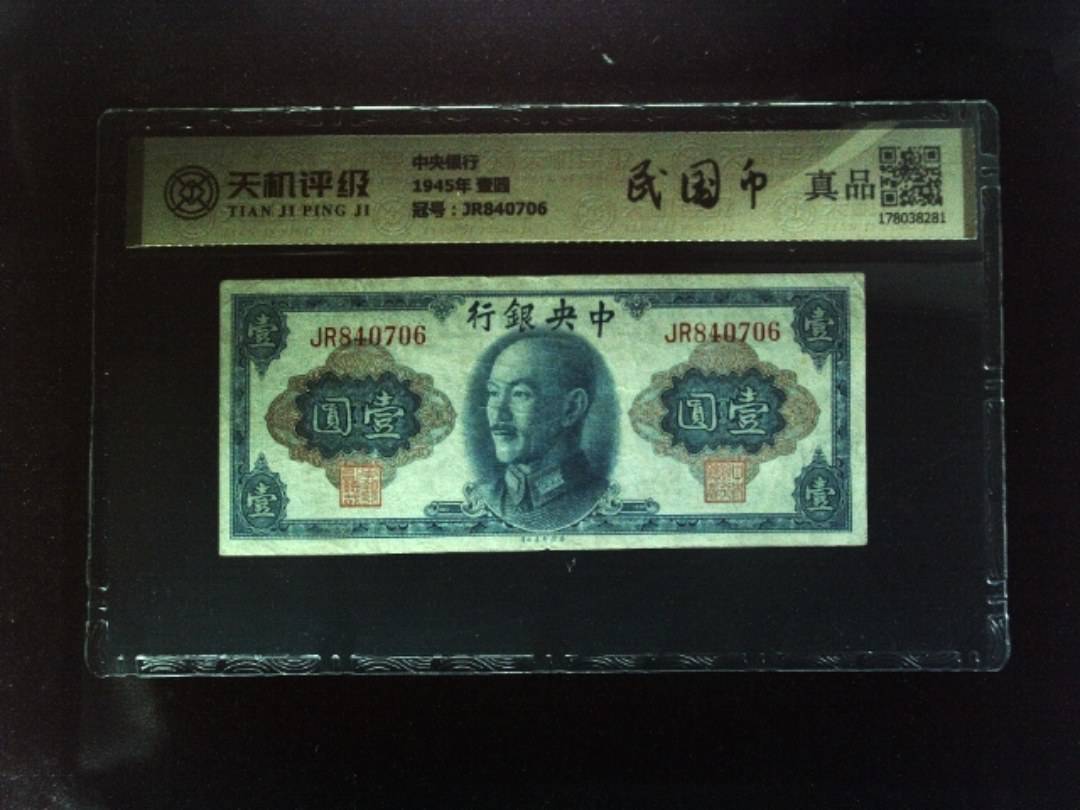 天机评级
TIAN JI PING JI
中央银行
1945年 壹圆
冠号：JR840706
民国币
真品
178038281
行銀央中
JR840706
JR840706
壹
壹
圓壹
圓壹
壹
壹